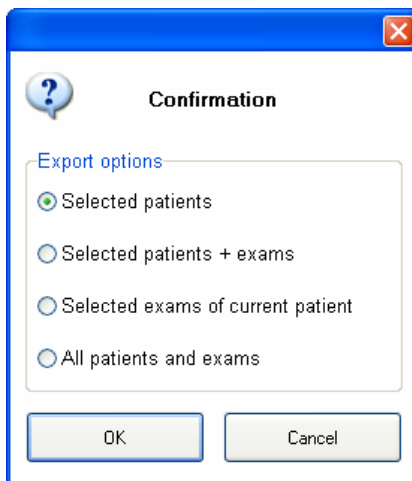 Confirmation
Export options
Selected patients
Selected patients + exams
Selected exams of current patient
All patients and exams
OK
Cancel